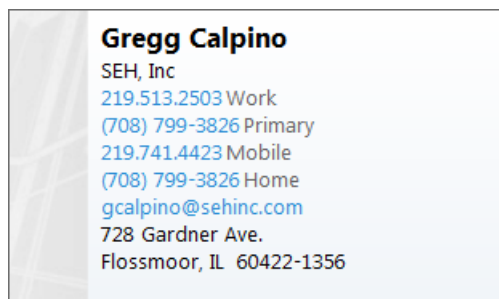 Gregg Calpino
SEH, Inc
219.513.2503 Work
(708) 799-3826 Primary
219.741.4423 Mobile
(708) 799-3826 Home
gcalpino@sehinc.com
728 Gardner Ave.
Flossmoor, IL  60422-1356